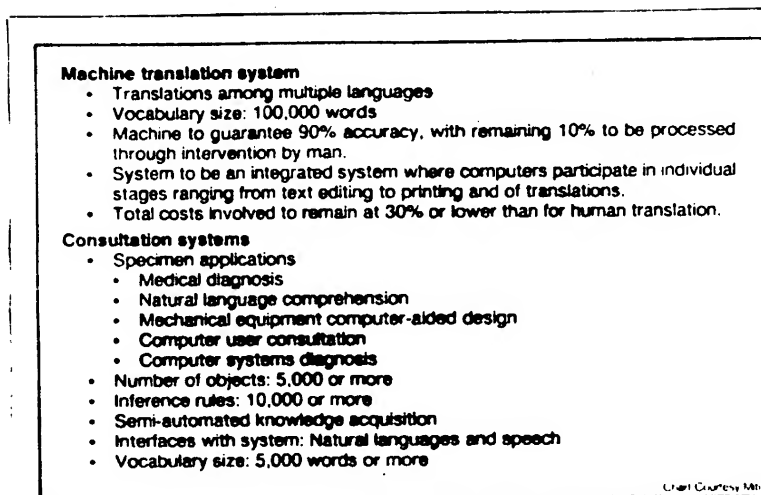 Machine translation system
• Translations among multiple languages
• Vocabulary size: 100,000 words
• Machine to guarantee 90% accuracy, with remaining 10% to be processed
through intervention by man.
• System to be an integrated system where computers participate in individual
stages ranging from text editing to printing and of translations.
• Total costs involved to remain at 30% or lower than for human translation.
Consultation systems
• Specimen applications
• Medical diagnosis
• Natural language comprehension
• Mechanical equipment computer-aided design
• Computer user consultation
• Computer systems diagnosis
• Number of objects: 5,000 or more
• Inference rules: 10,000 or more
• Semi-automated knowledge acquisition
• Interfaces with system: Natural languages and speech
• Vocabulary size: 5,000 words or more
Chart Courtesy